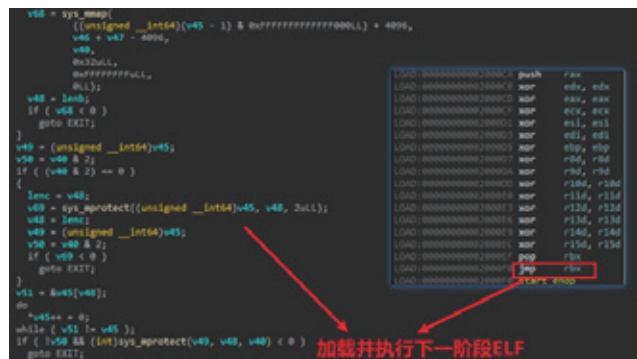 v68 = sys_mmap(
((unsigned __int64)(v45 - 1) & 0xFFFFFFFFFFFFF000LL) + 4096,
v46 + v47 - 4096,
v40,
0x32uLL,
0xFFFFFFFFuLL,
0LL);
v48 = lenb;
if ( v68 < 0 )
goto EXIT;
}
v49 = (unsigned __int64)v45;
v50 = v40 & 2;
if ( (v40 & 2) == 0 )
{
lenc = v48;
v69 = sys_mprotect((unsigned __int64)v45, v48, 2uLL);
v48 = lenc;
v49 = (unsigned __int64)v45;
v50 = v40 & 2;
if ( v69 < 0 )
goto EXIT;
}
v51 = &v45[v48];
do
*v45++ = 0;
while ( v51 != v45 );
if ( !v50 && (int)sys_mprotect(v49, v48, v40) < 0 )
goto EXIT;
push rax
xor edx, edx
xor eax, eax
xor ecx, ecx
xor esi, esi
xor edi, edi
xor ebp, ebp
xor r8d, r8d
xor r9d, r9d
xor r10d, r10d
xor r11d, r11d
xor r12d, r12d
xor r13d, r13d
xor r14d, r14d
xor r15d, r15d
pop rbx
jmp rbx
start endp
加载并执行下一阶段ELF